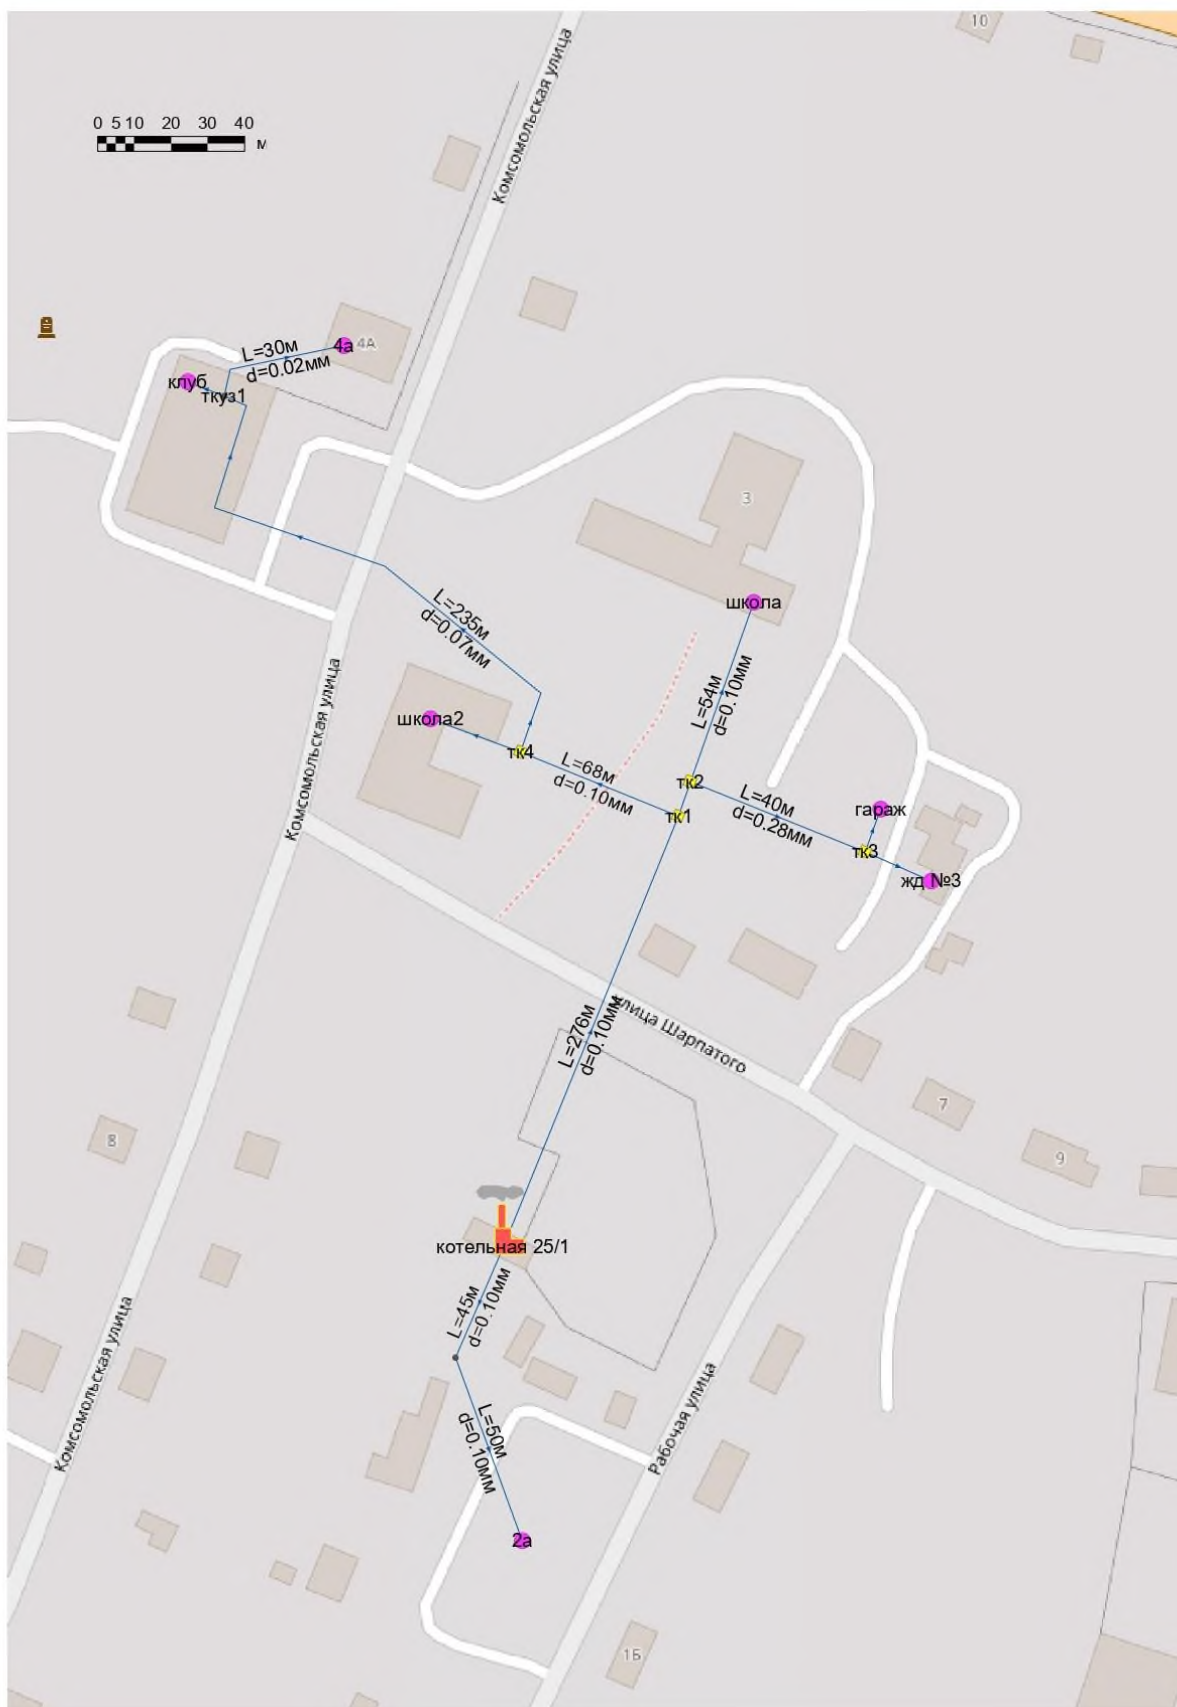 10
0 5 10 20 30 40
м
Комсомольская улица
L=30м
d=0.02мм
4а
4А
клуб
ткуз1
3
школа
L=235м
d=0.07мм
L=54м
d=0.10мм
школа2
тк4
L=68м
d=0.10мм
тк2
тк1
L=40м
d=0.28мм
гараж
тк3
жд №3
Комсомольская улица
L=276м
d=0.10мм
улица Шарпатого
7
8
9
котельная 25/1
L=45м
d=0.10мм
Комсомольская улица
L=50м
d=0.10мм
Рабочая улица
2а
1Б